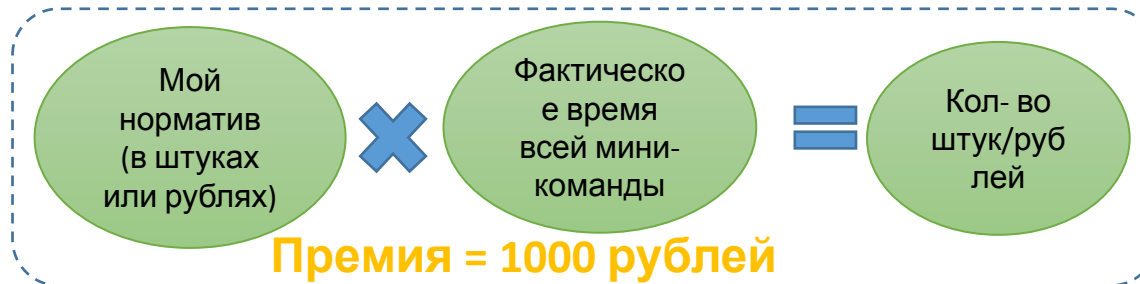 Мой
норматив
(в штуках
или рублях)
Фактическо
е время
всей мини-
команды
Кол- во
штук/руб
лей
Премия = 1000 рублей